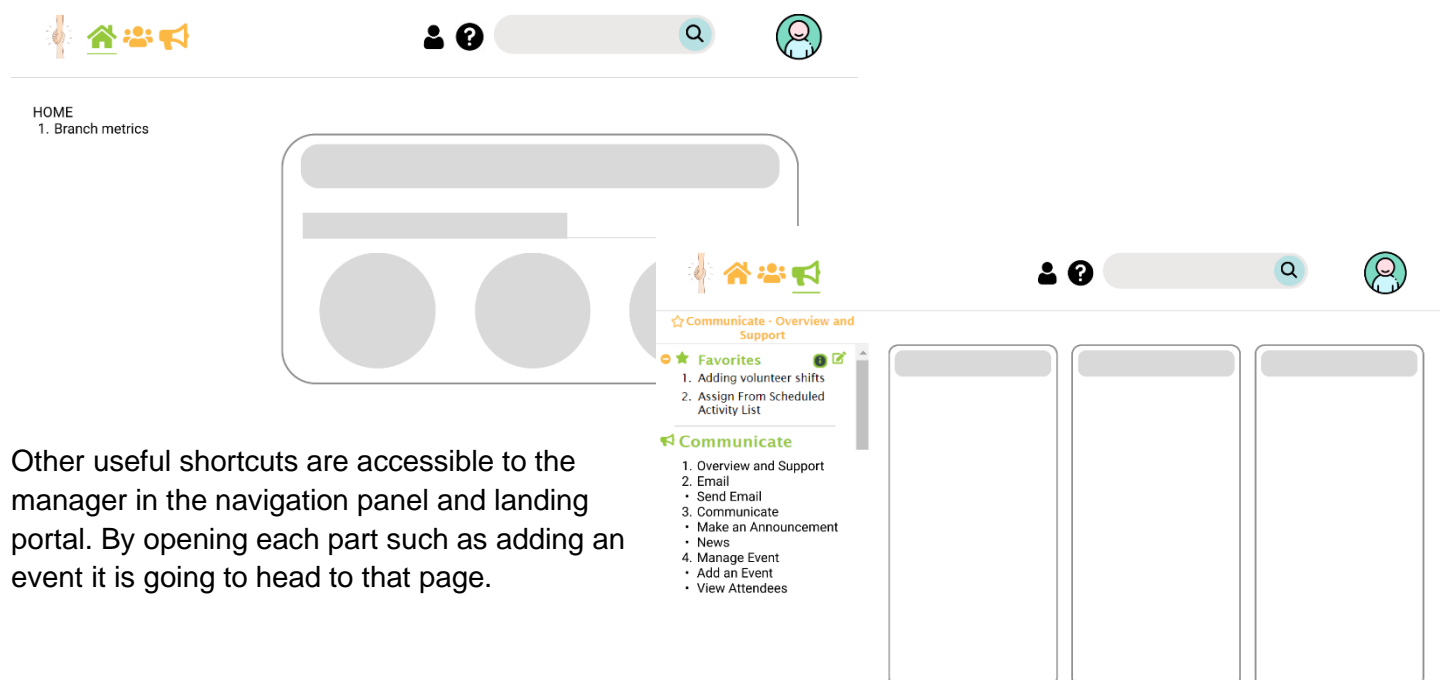 HOME
1. Branch metrics
Other useful shortcuts are accessible to the
manager in the navigation panel and landing
portal. By opening each part such as adding an
event it is going to head to that page.
Communicate - Overview and
Support
Favorites
1. Adding volunteer shifts
2. Assign From Scheduled
Activity List
Communicate
1. Overview and Support
2. Email
• Send Email
3. Communicate
• Make an Announcement
• News
4. Manage Event
• Add an Event
• View Attendees